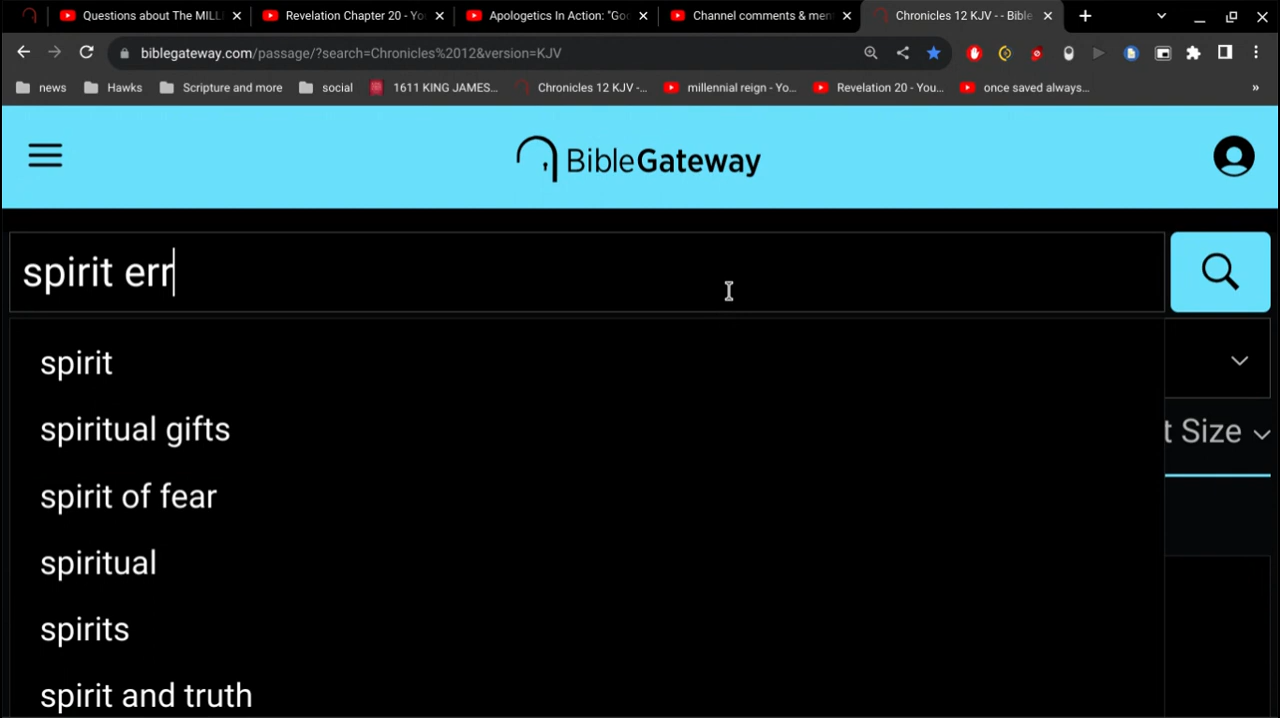 Questions about The MILL
Revelation Chapter 20 - Yo
Apologetics In Action: "Goo
Channel comments & men
Chronicles 12 KJV - - Bible
biblegateway.com/passage/?search=Chronicles%2012&version=KJV
news
Hawks
Scripture and more
social
1611 KING JAMES...
Chronicles 12 KJV -...
millennial reign - Yo...
Revelation 20 - You...
once saved always...
»
BibleGateway
spirit err
spirit
spiritual gifts
t Size
spirit of fear
spiritual
spirits
spirit and truth